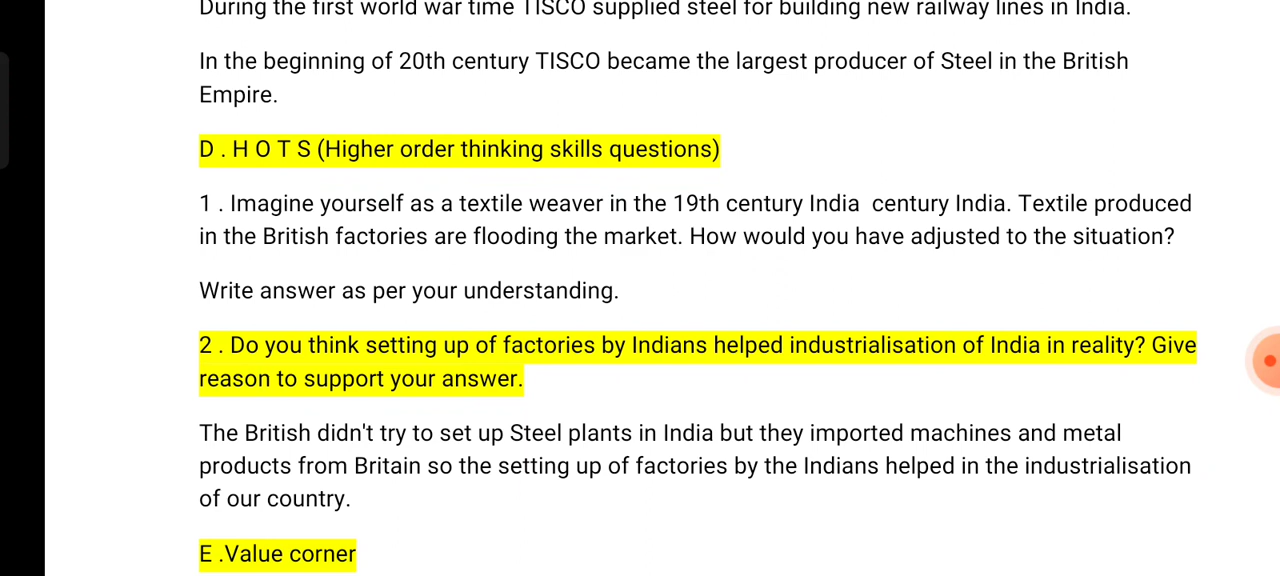 During the first world war time TISCO supplied steel for building new railway lines in India.
In the beginning of 20th century TISCO became the largest producer of Steel in the British
Empire.
D . H O T S (Higher order thinking skills questions)
1 . Imagine yourself as a textile weaver in the 19th century India  century India. Textile produced
in the British factories are flooding the market. How would you have adjusted to the situation?
Write answer as per your understanding.
2 . Do you think setting up of factories by Indians helped industrialisation of India in reality? Give
reason to support your answer.
The British didn't try to set up Steel plants in India but they imported machines and metal
products from Britain so the setting up of factories by the Indians helped in the industrialisation
of our country.
E .Value corner